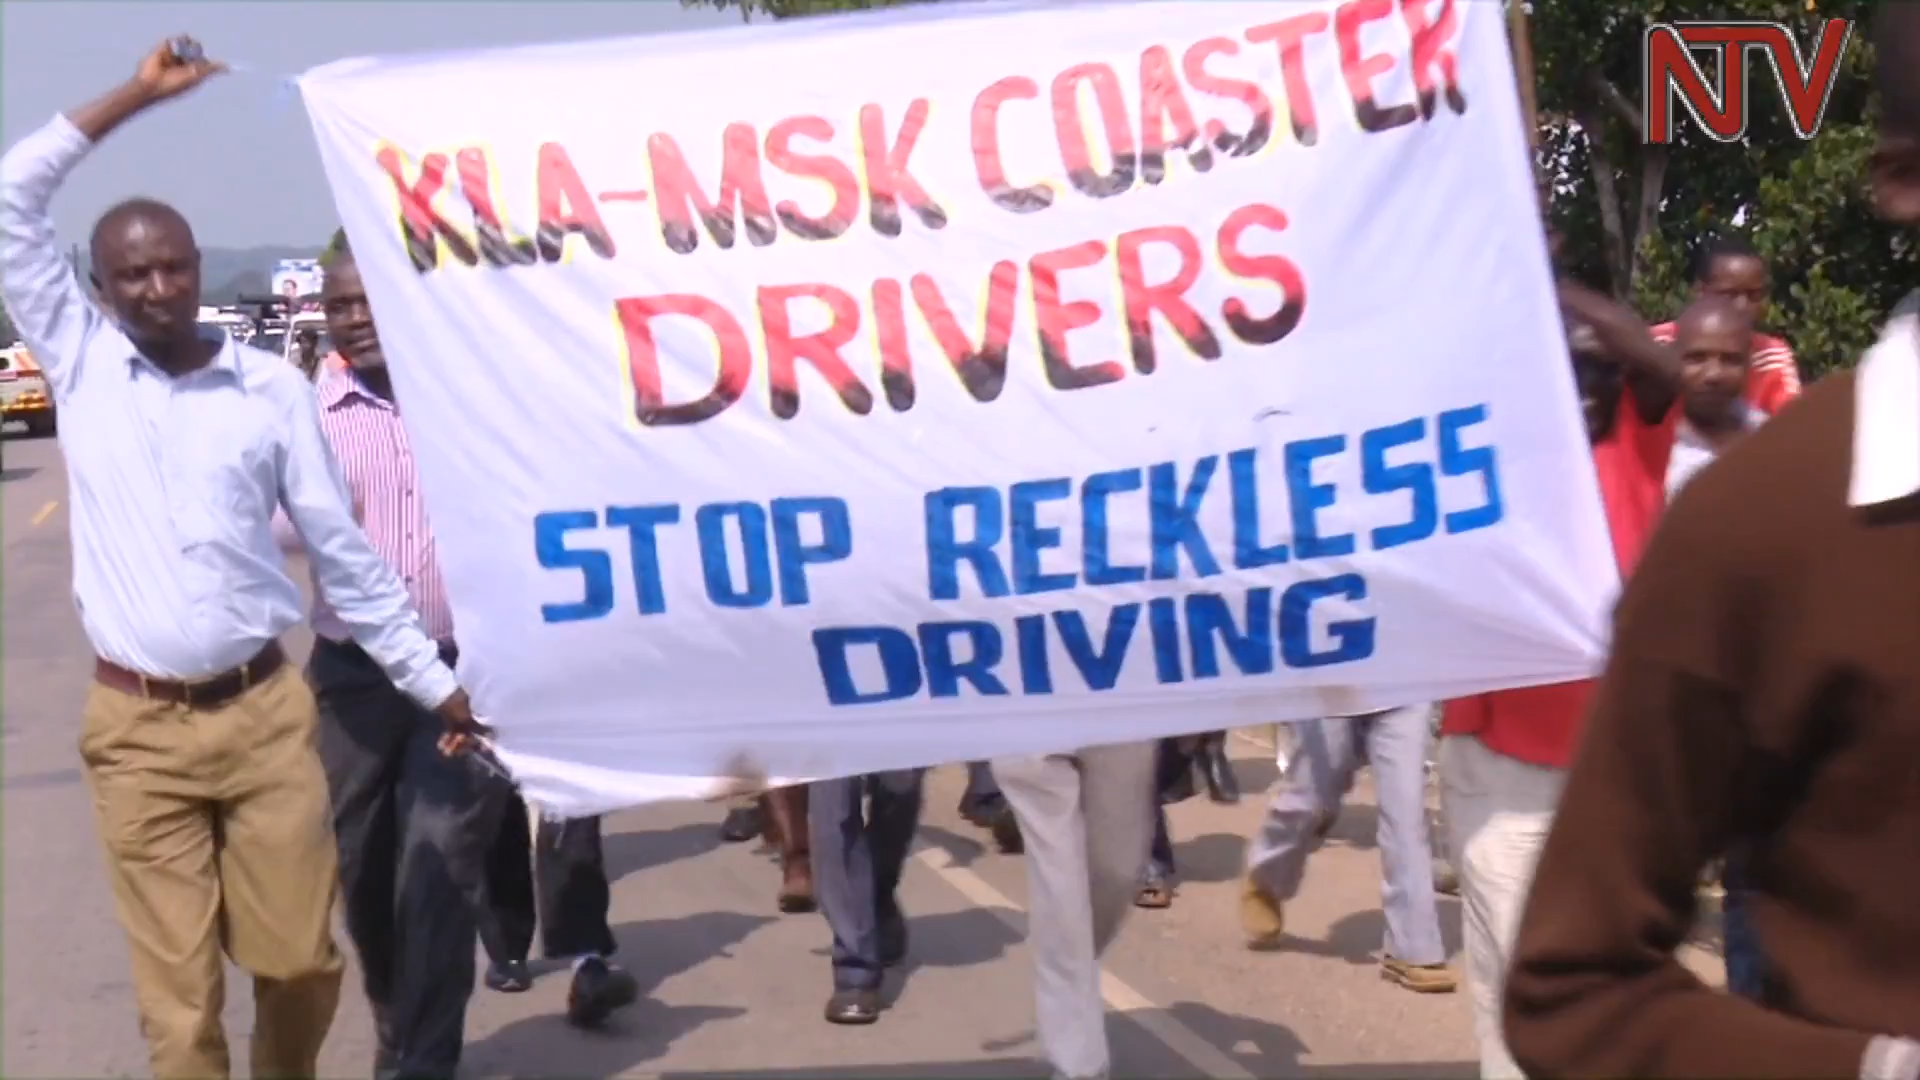 NTV
KLA-MSK COASTER
DRIVERS
STOP RECKLESS
DRIVING